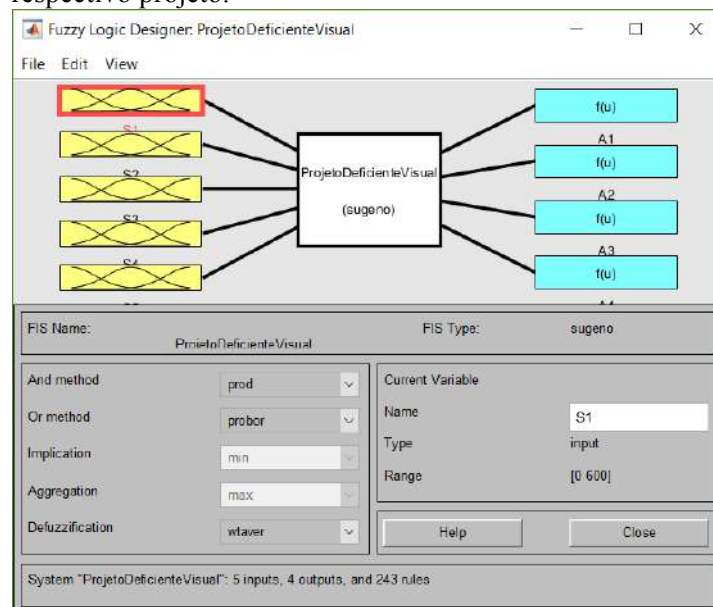 respectivo projeto.
Fuzzy Logic Designer: ProjetoDeficienteVisual
File Edit View
f(u)
S1
A1
S2
f(u)
ProjetoDeficienteVisual
A2
S3
(sugeno)
f(u)
S4
A3
f(u)
FIS Name:
ProjetoDeficienteVisual
FIS Type:
sugeno
And method
prod
Or method
probor
Implication
min
Aggregation
max
Defuzzification
wtaver
Current Variable
Name
S1
Type
input
Range
[0 600]
Help
Close
System "ProjetoDeficienteVisual": 5 inputs, 4 outputs, and 243 rules